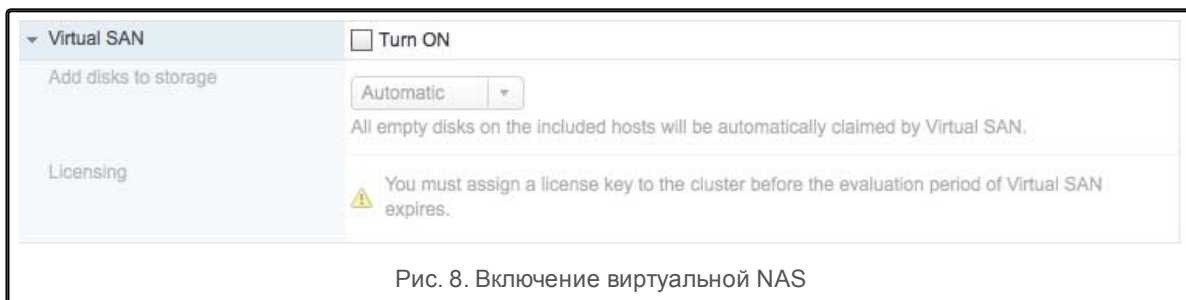 Virtual SAN
Turn ON
Add disks to storage
Automatic
All empty disks on the included hosts will be automatically claimed by Virtual SAN.
Licensing
You must assign a license key to the cluster before the evaluation period of Virtual SAN
expires.
Рис. 8. Включение виртуальной NAS